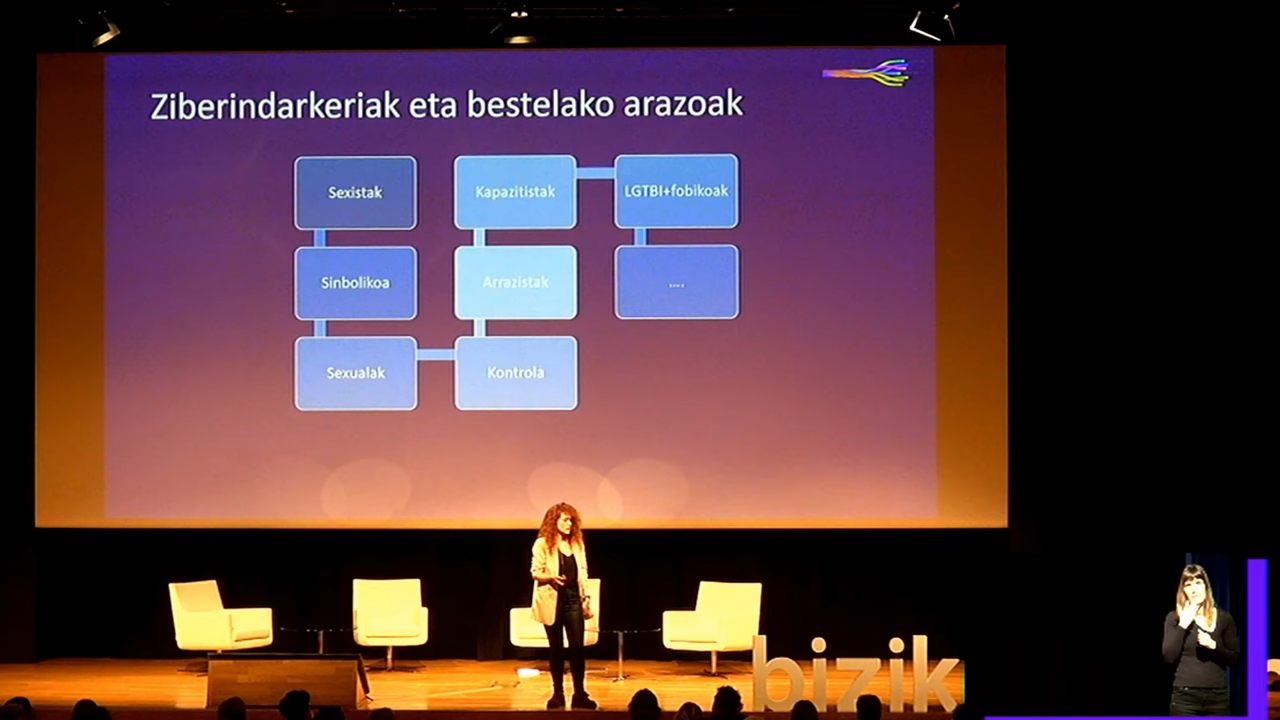 Ziberindarkeriak eta bestelako arazoak
Sexistak
Kapazitistak
LGTBI+fobikoak
Sinbolikoa
Arrazistak
....
Sexualak
Kontrola
bizik